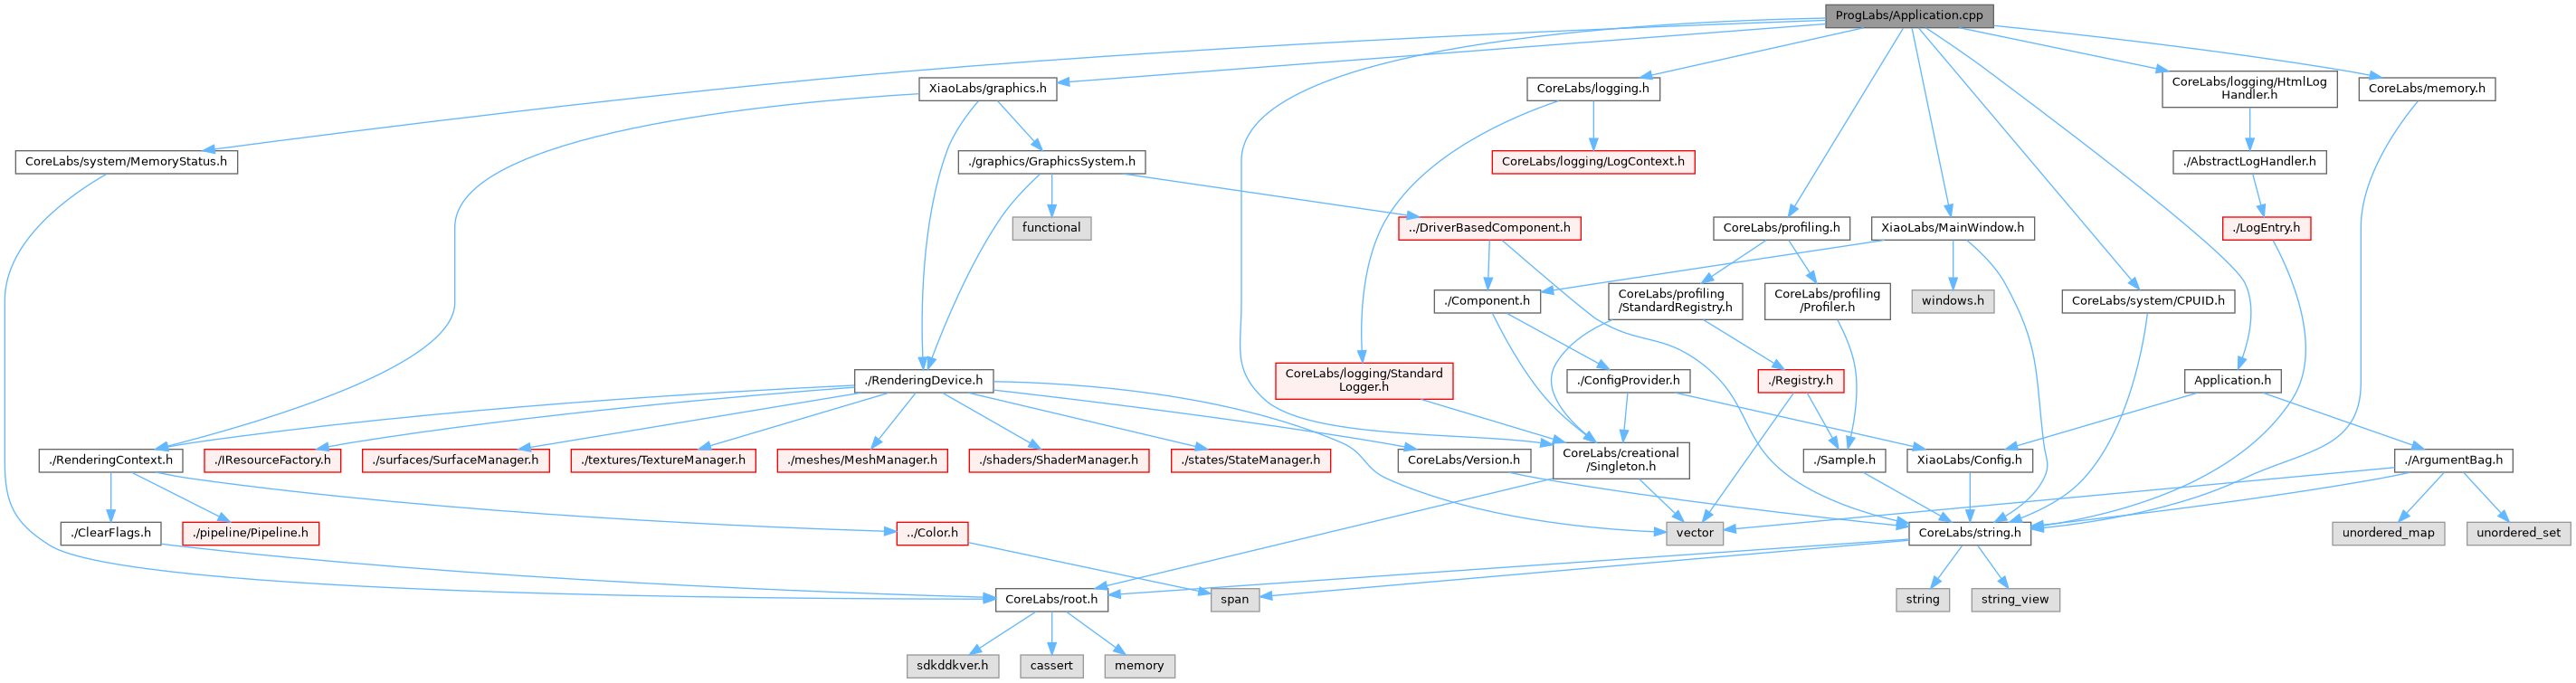 ProgLabs/Application.cpp
XiaoLabs/graphics.h
CoreLabs/logging.h
CoreLabs/logging/HtmlLog
Handler.h
CoreLabs/memory.h
CoreLabs/system/MemoryStatus.h
./graphics/GraphicsSystem.h
CoreLabs/logging/LogContext.h
./AbstractLogHandler.h
functional
../DriverBasedComponent.h
CoreLabs/profiling.h
XiaoLabs/MainWindow.h
./LogEntry.h
./Component.h
CoreLabs/profiling
/StandardRegistry.h
CoreLabs/profiling
/Profiler.h
windows.h
CoreLabs/system/CPUID.h
./RenderingDevice.h
CoreLabs/logging/Standard
Logger.h
./ConfigProvider.h
./Registry.h
Application.h
./RenderingContext.h
./IResourceFactory.h
./surfaces/SurfaceManager.h
./textures/TextureManager.h
./meshes/MeshManager.h
./shaders/ShaderManager.h
./states/StateManager.h
CoreLabs/Version.h
CoreLabs/creational
/Singleton.h
./Sample.h
XiaoLabs/Config.h
./ArgumentBag.h
./ClearFlags.h
./pipeline/Pipeline.h
../Color.h
vector
CoreLabs/string.h
unordered_map
unordered_set
CoreLabs/root.h
span
string
string_view
sdkddkver.h
cassert
memory